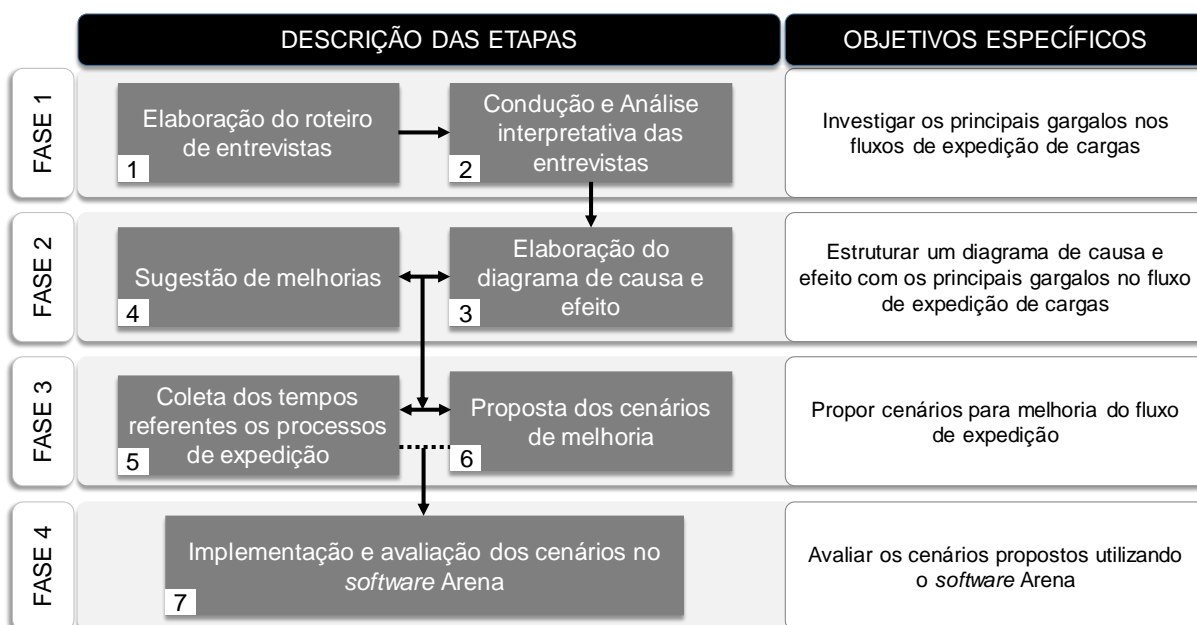 DESCRIÇÃO DAS ETAPAS
OBJETIVOS ESPECÍFICOS
FASE 1
Elaboração do roteiro
de entrevistas
1
Condução e Análise
interpretativa das
entrevistas
2
Investigar os principais gargalos nos
fluxos de expedição de cargas
FASE 2
Sugestão de melhorias
4
Elaboração do
diagrama de causa e
efeito
3
Estruturar um diagrama de causa e
efeito com os principais gargalos no fluxo
de expedição de cargas
FASE 3
Coleta dos tempos
referentes os processos
de expedição
5
Proposta dos cenários
de melhoria
6
Propor cenários para melhoria do fluxo
de expedição
FASE 4
Implementação e avaliação dos cenários no
software Arena
7
Avaliar os cenários propostos utilizando
o software Arena